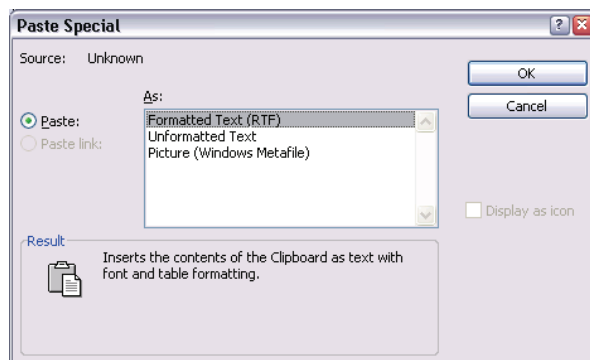 Paste Special
Source: Unknown
As:
Paste:
Paste link:
Formatted Text (RTF)
Unformatted Text
Picture (Windows Metafile)
OK
Cancel
Display as icon
Result
Inserts the contents of the Clipboard as text with
font and table formatting.